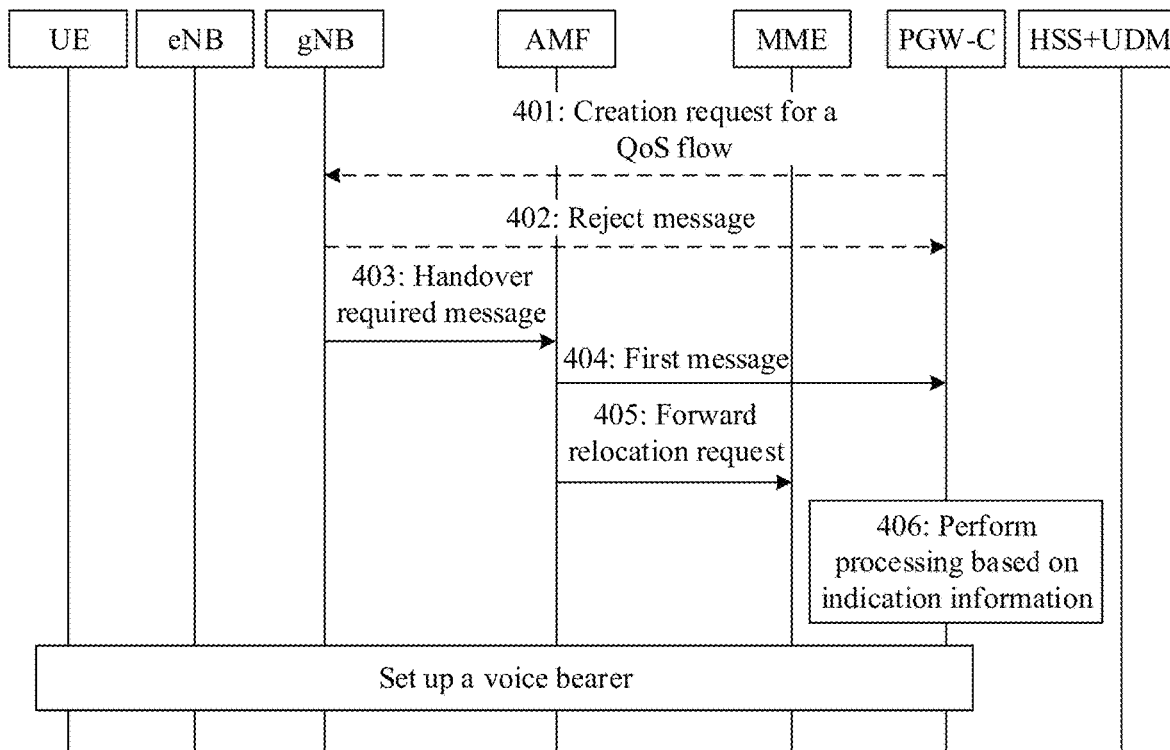 UE eNB gNB AMF MME PGW-C HSS+UDM
401: Creation request for a
QoS flow
402: Reject message
403: Handover
required message
404: First message
405: Forward
relocation request
406: Perform
processing based on
indication information
Set up a voice bearer